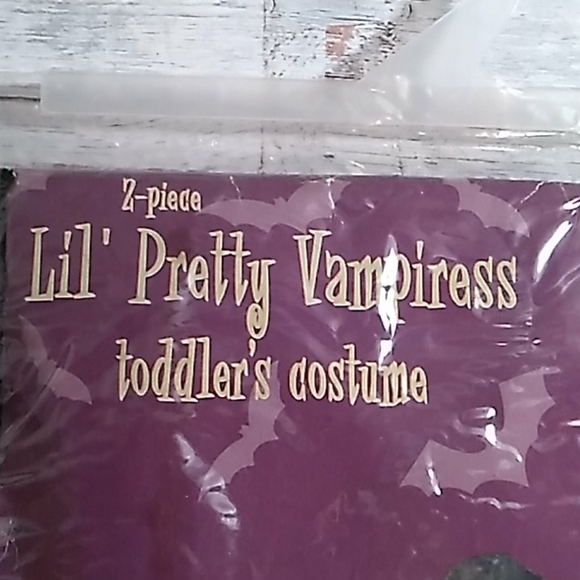 2-piece
Lil' Pretty Vampiress
toddler's costume